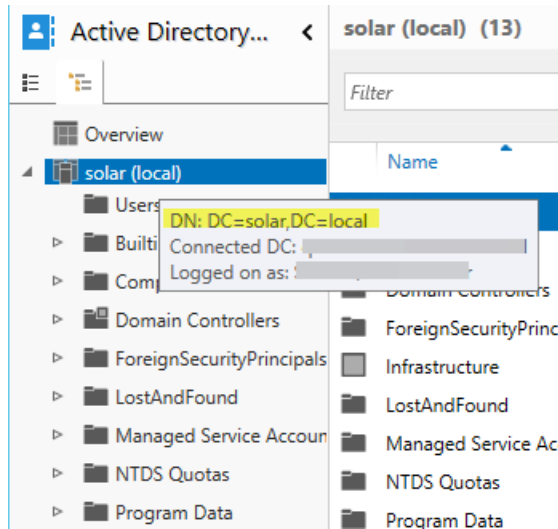 Active Directory...
solar (local) (13)
Filter
Overview
solar (local)
Name
Users
DN: DC=solar,DC=local
Connected DC:
Logged on as:
Builti
Comp
Domain Controllers
ForeignSecurityPrincipals
LostAndFound
Managed Service Accoun
NTDS Quotas
Program Data
Domain Controllers
ForeignSecurityPrinc
Infrastructure
LostAndFound
Managed Service Ac
NTDS Quotas
Program Data